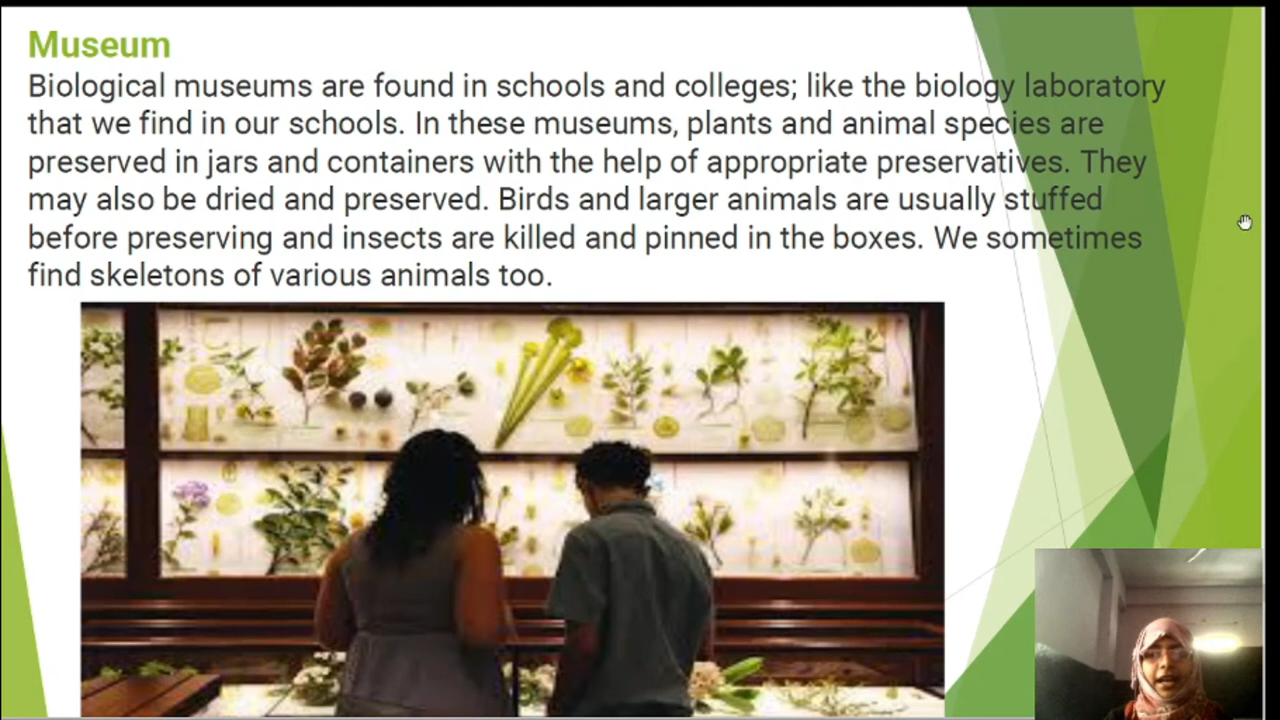 Museum
Biological museums are found in schools and colleges; like the biology laboratory
that we find in our schools. In these museums, plants and animal species are
preserved in jars and containers with the help of appropriate preservatives. They
may also be dried and preserved. Birds and larger animals are usually stuffed
before preserving and insects are killed and pinned in the boxes. We sometimes
find skeletons of various animals too.